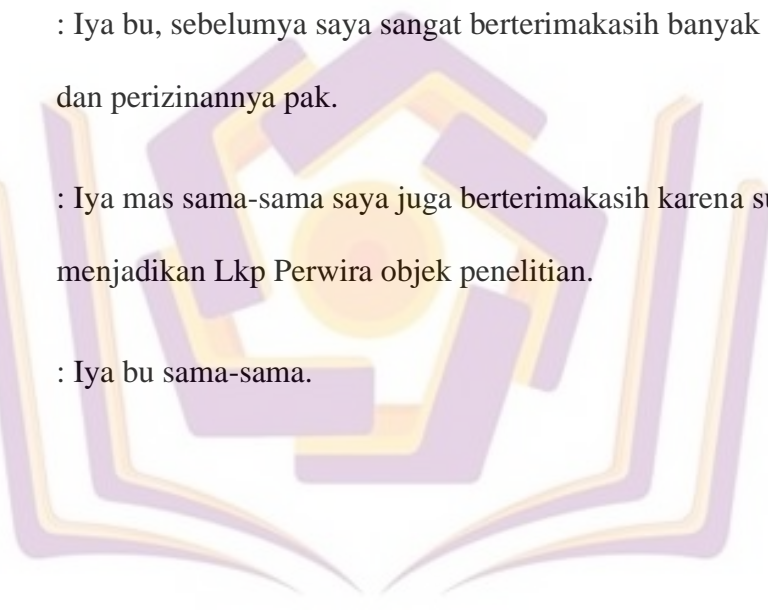 : Iya bu, sebelumya saya sangat berterimakasih banyak
dan perizinannya pak.
: Iya mas sama-sama saya juga berterimakasih karena
menjadikan Lkp Perwira objek penelitian.
: Iya bu sama-sama.